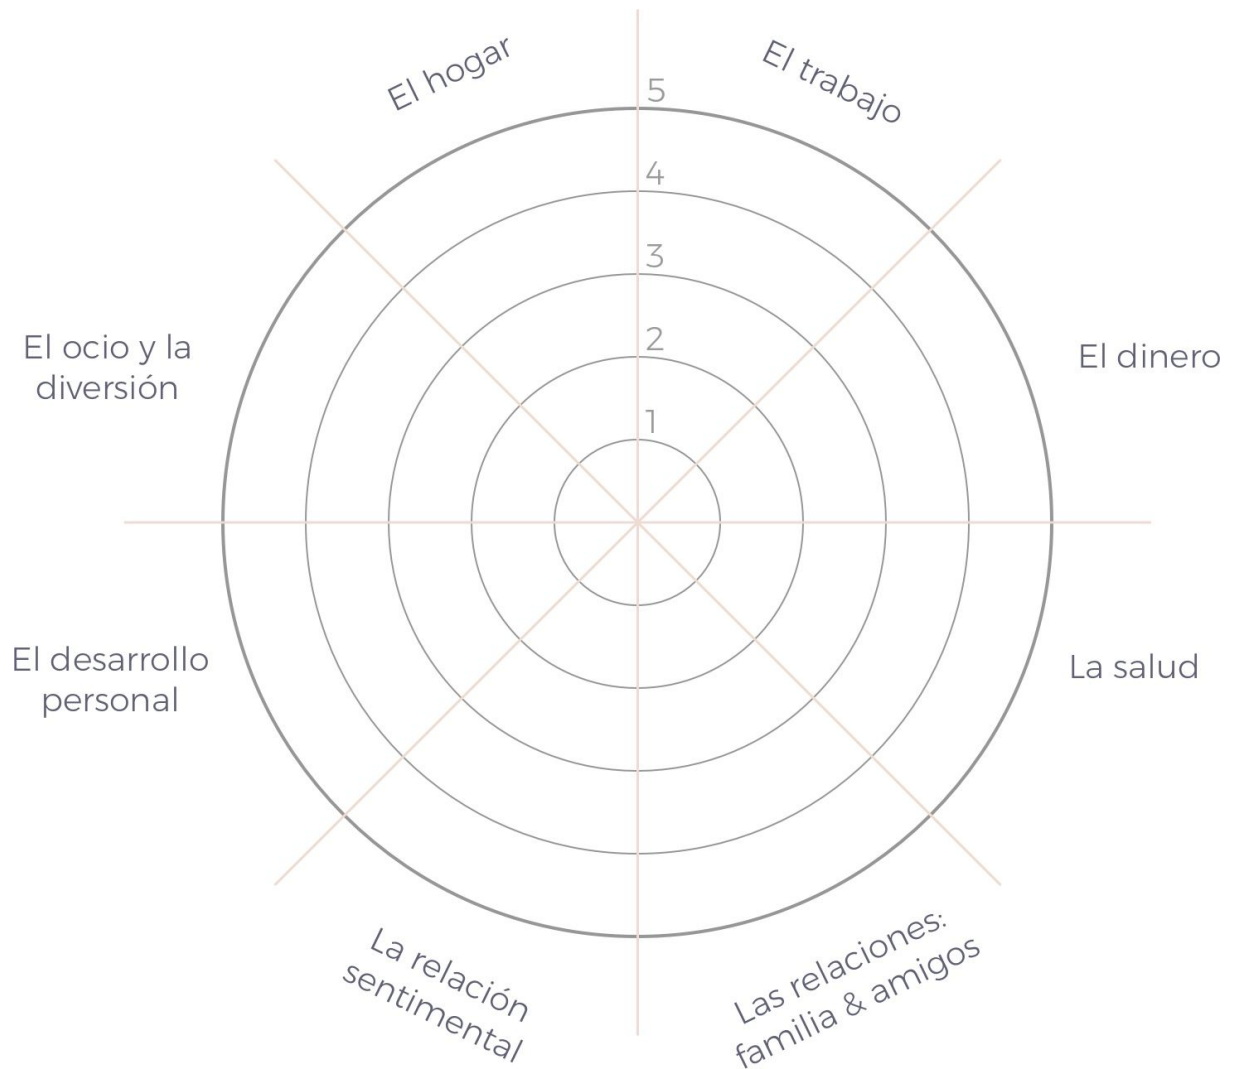 El hogar
El trabajo
5
4
3
2
1
El ocio y la
diversión
El dinero
El desarrollo
personal
La salud
La relación
sentimental
Las relaciones:
familia & amigos